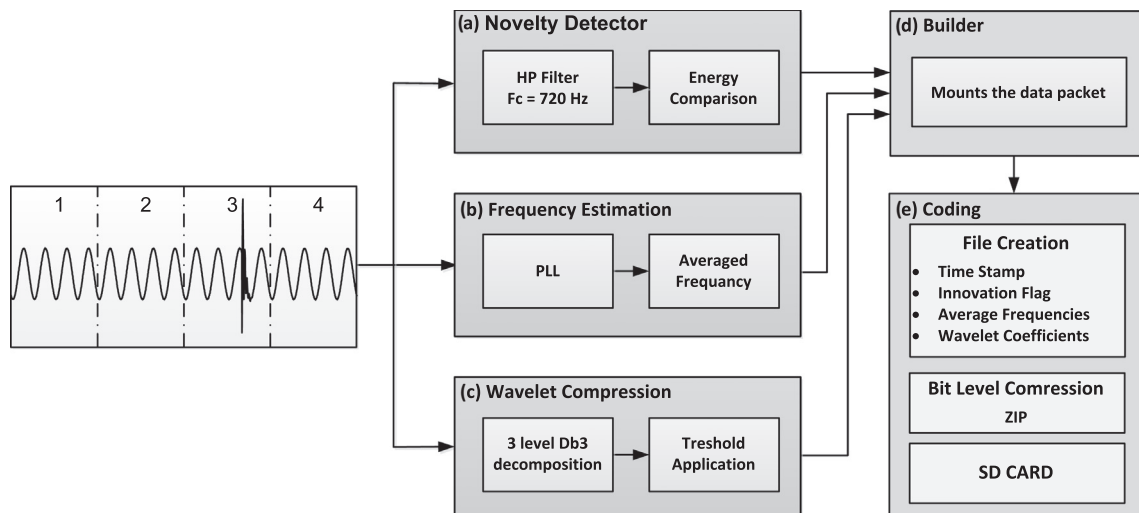 1 2 3 4
(a) Novelty Detector
HP Filter
Fc = 720 Hz
Energy
Comparison
(b) Frequency Estimation
PLL
Averaged
Frequancy
(c) Wavelet Compression
3 level Db3
decomposition
Treshold
Application
(d) Builder
Mounts the data packet
(e) Coding
File Creation
• Time Stamp
• Innovation Flag
• Average Frequencies
• Wavelet Coefficients
Bit Level Comression
ZIP
SD CARD